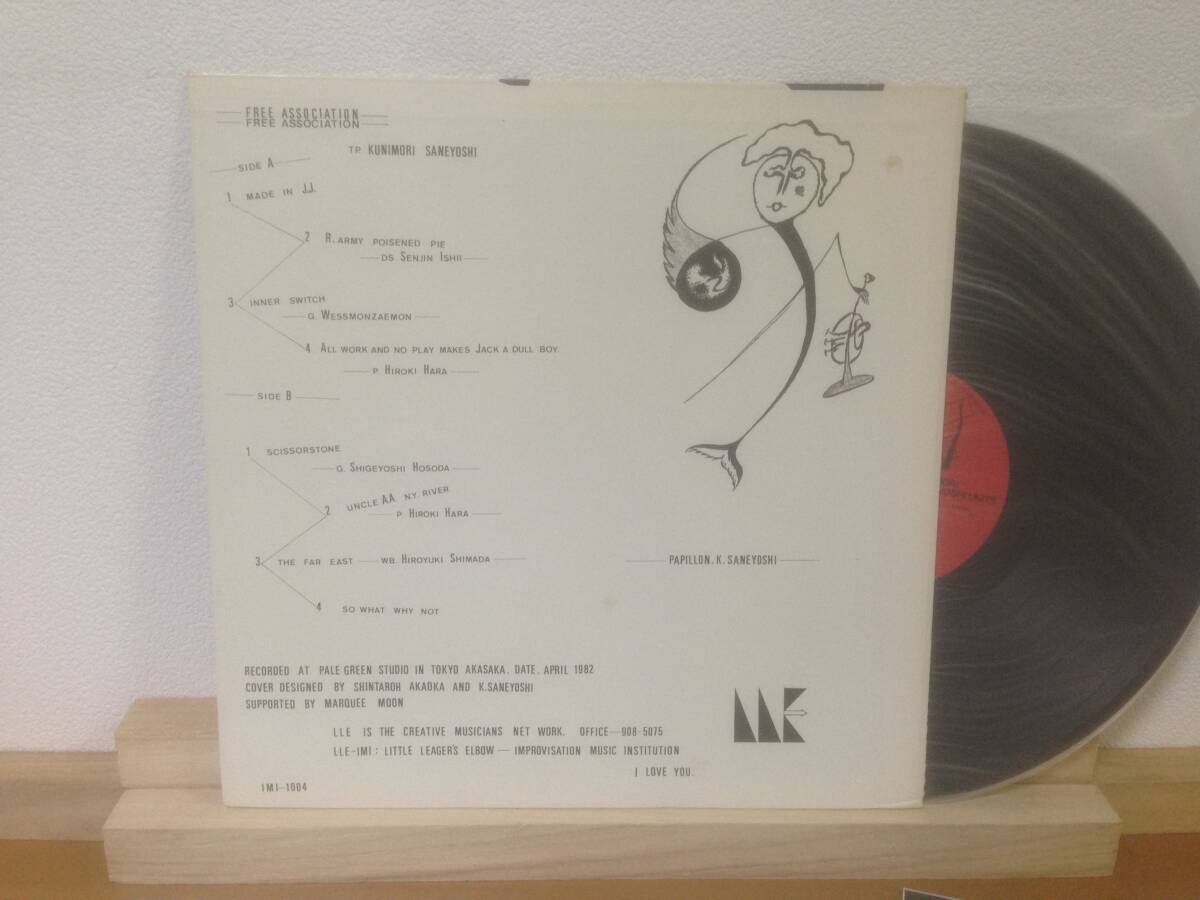 FREE ASSOCIATION
FREE ASSOCIATION
TP. KUNIMORI SANEYOSHI
SIDE A
1 MADE IN J.J.
2 R. ARMY POISENED PIE
DS. SENJIN ISHII
3 INNER SWITCH
G. WESSMONZAEMON
4 ALL WORK AND NO PLAY MAKES JACK A DULL BOY
P. HIROKI HARA
SIDE B
1 SCISSORSTONE
G. SHIGEYOSHI HOSODA
2 UNCLE AA N.Y. RIVER
P. HIROKI HARA
3 THE FAR EAST WB. HIROYUKI SHIMADA
4 SO WHAT WHY NOT
PAPILLON. K. SANEYOSHI
RECORDED AT PALE GREEN STUDIO IN TOKYO AKASAKA. DATE. APRIL 1982
COVER DESIGNED BY SHINTAROH AKAOKA AND K.SANEYOSHI
SUPPORTED BY MARQUEE MOON
LLE IS THE CREATIVE MUSICIANS NET WORK. OFFICE—908-5075
LLE-IMI: LITTLE LEAGER'S ELBOW — IMPROVISATION MUSIC INSTITUTION
I LOVE YOU.
IMI-1004
LLE